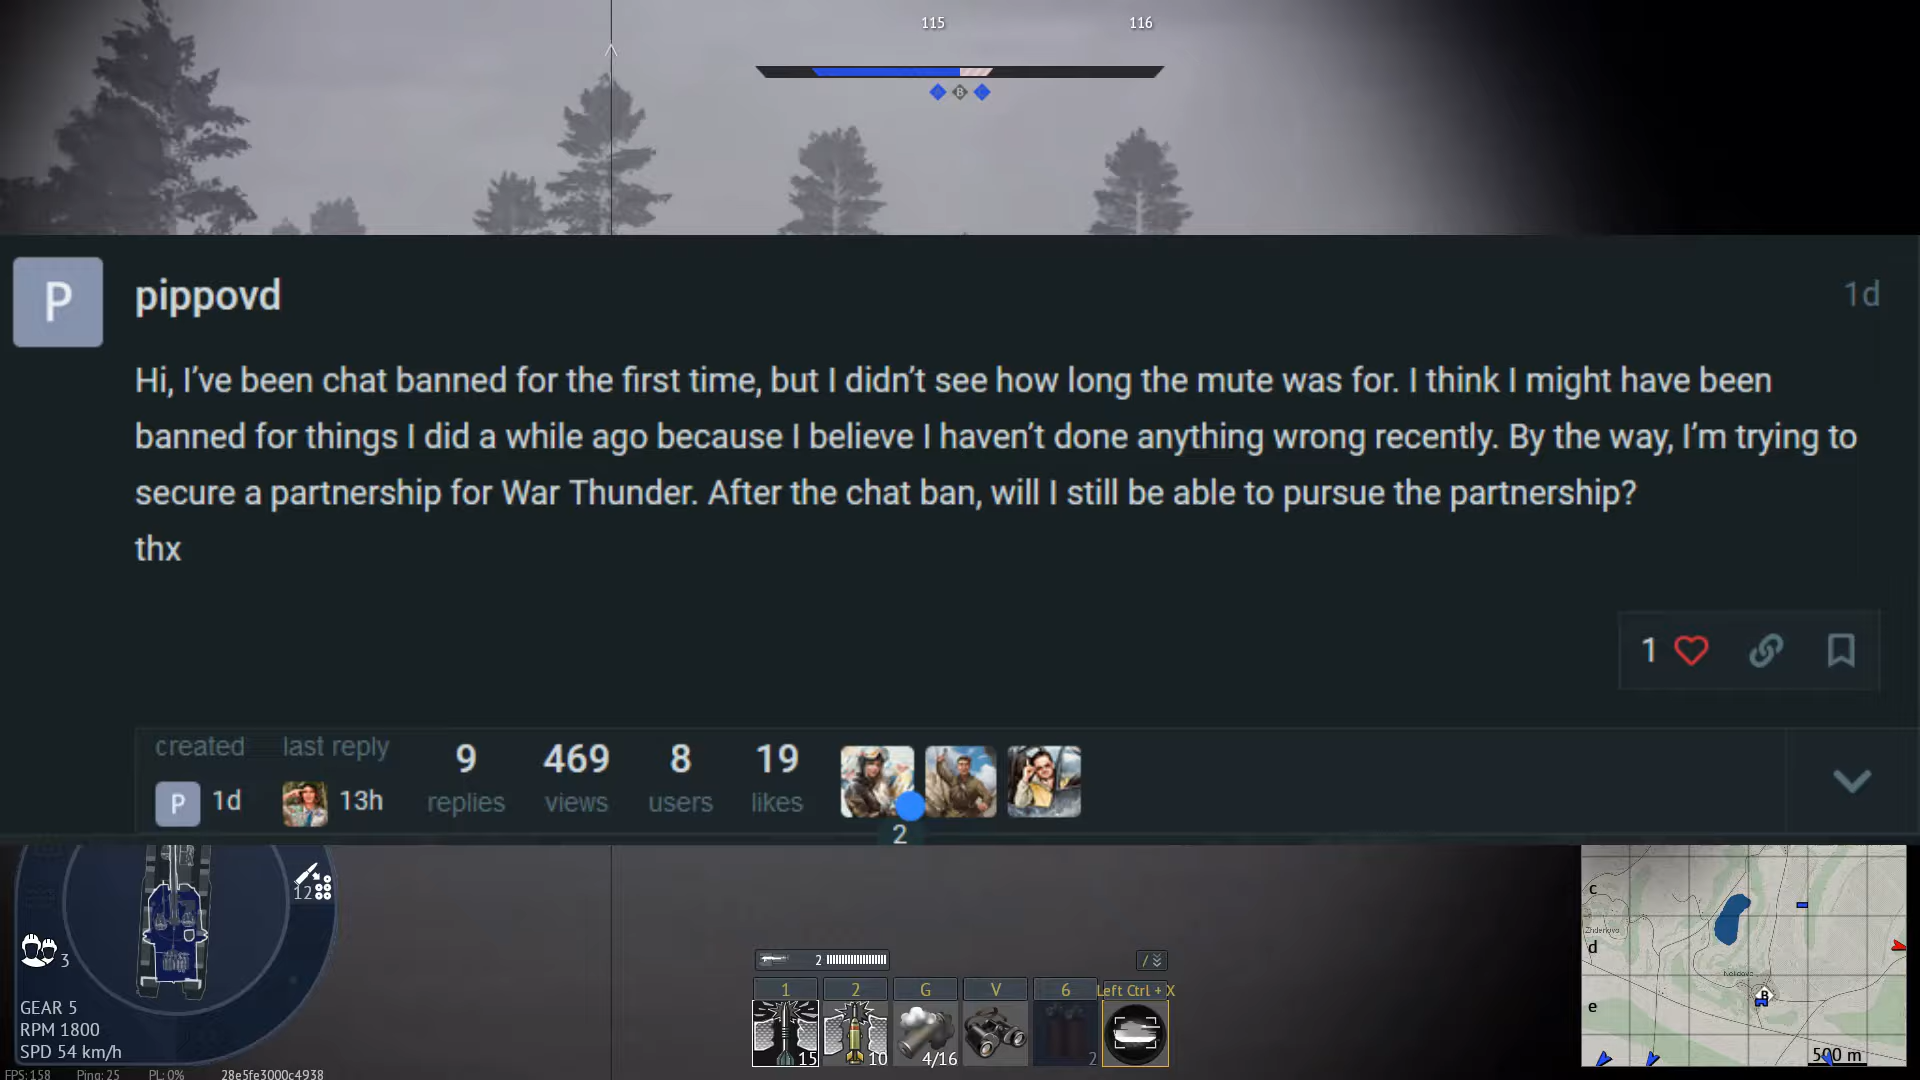 115
116
B
P
pippovd
1d
Hi, I've been chat banned for the first time, but I didn't see how long the mute was for. I think I might have been
banned for things I did a while ago because I believe I haven't done anything wrong recently. By the way, I'm trying to
secure a partnership for War Thunder. After the chat ban, will I still be able to pursue the partnership?
thx
1
created
last reply
9
469
8
19
P
1d
13h
replies
views
users
likes
2
12
3
GEAR 5
RPM 1800
SPD 54 km/h
FPS:158
Ping: 25
PL: 0%
28e5fe3000c4938
2
/
1
2
G
V
6
Left Ctrl + X
15
10
4/16
2
c
d
e
B
500 m